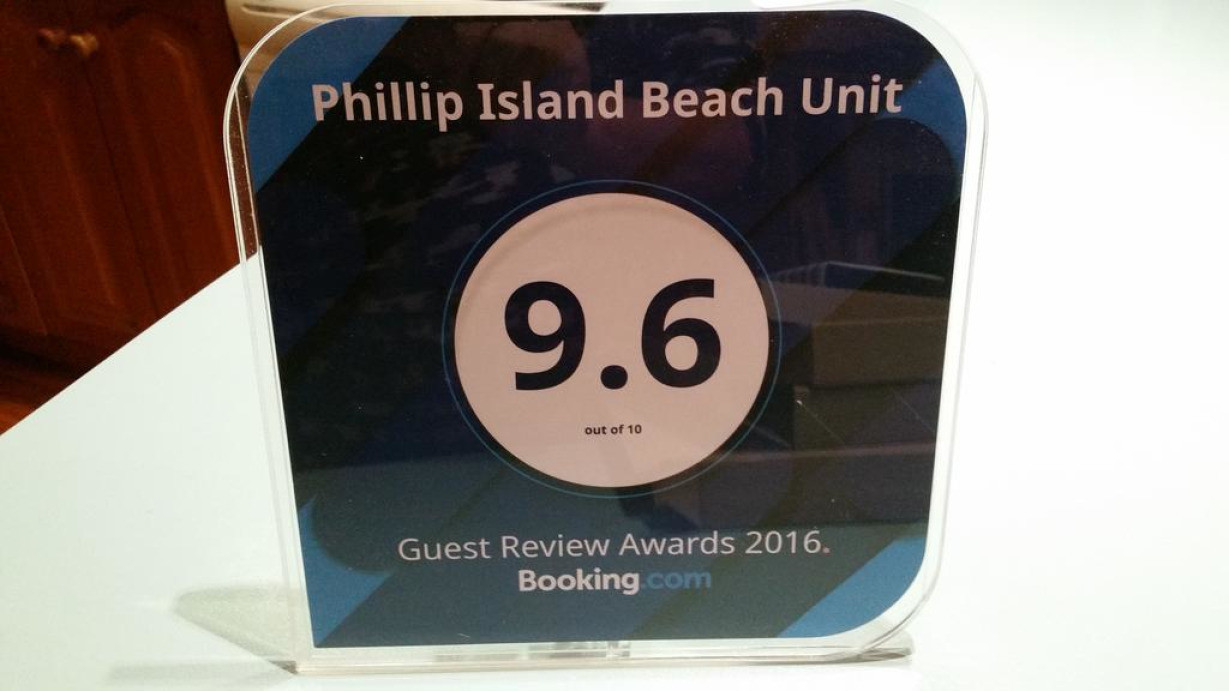 Phillip Island Beach Unit
9.6
out of 10
Guest Review Awards 2016.
Booking.com